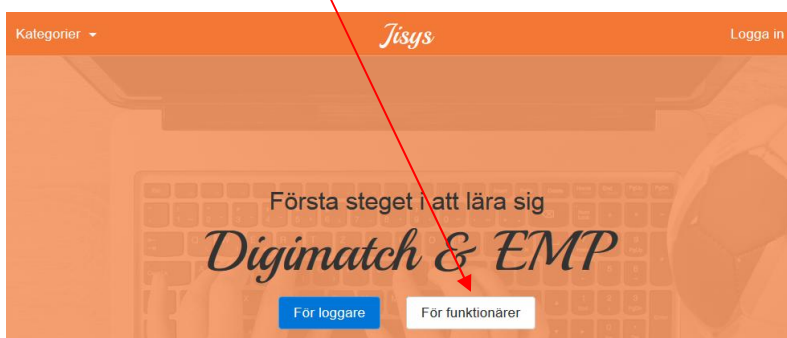 Kategorier
Jisys
Logga in
Första steget i att lära sig
Digimatch & EMP
För loggare
För funktionärer